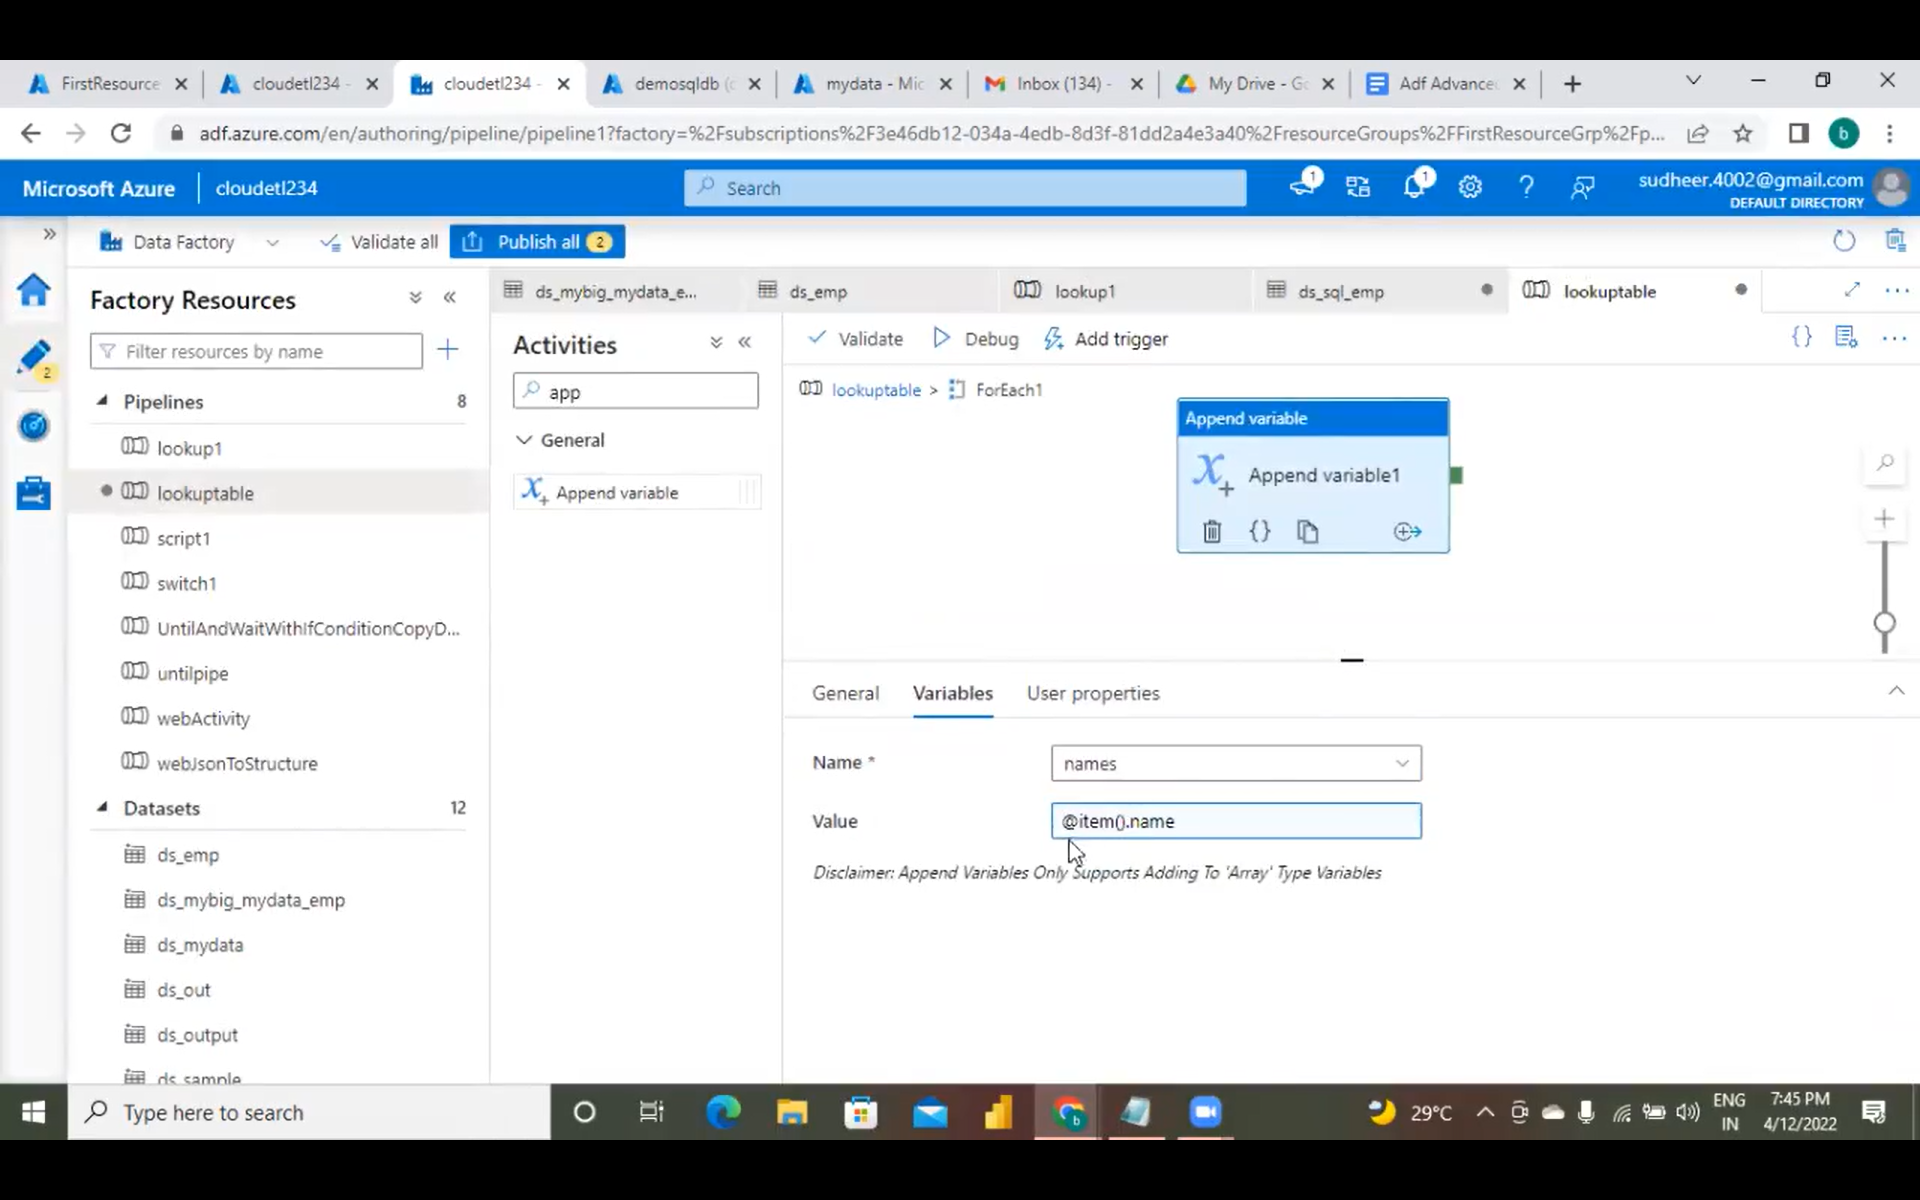 FirstResource
cloudetl234 -
cloudetl234 -
demosqldb (
mydata - Mic
Inbox (134) -
My Drive - Go
Adf Advance
adf.azure.com/en/authoring/pipeline/pipeline1?factory=%2Fsubscriptions%2F3e46db12-034a-4edb-8d3f-81dd2a4e3a40%2FresourceGroups%2FFirstResourceGrp%2Fp...
b
Microsoft Azure
cloudetl234
Search
1
1
sudheer.4002@gmail.com
DEFAULT DIRECTORY
Data Factory
Validate all
Publish all 2
Factory Resources
ds_mybig_mydata_e...
ds_emp
lookup1
ds_sql_emp
lookuptable
Filter resources by name
Activities
Validate
Debug
Add trigger
2
Pipelines 8
app
lookuptable > ForEach1
General
Append variable
Append variable
Append variable1
lookup1
lookuptable
script1
switch1
UntilAndWaitWithIfConditionCopyD...
untilpipe
webActivity
webJsonToStructure
General
Variables
User properties
Name *
names
Value
@item().name
Disclaimer: Append Variables Only Supports Adding To 'Array' Type Variables
Datasets 12
ds_emp
ds_mybig_mydata_emp
ds_mydata
ds_out
ds_output
ds_sample
Type here to search
b
29°C
ENG
IN
7:45 PM
4/12/2022